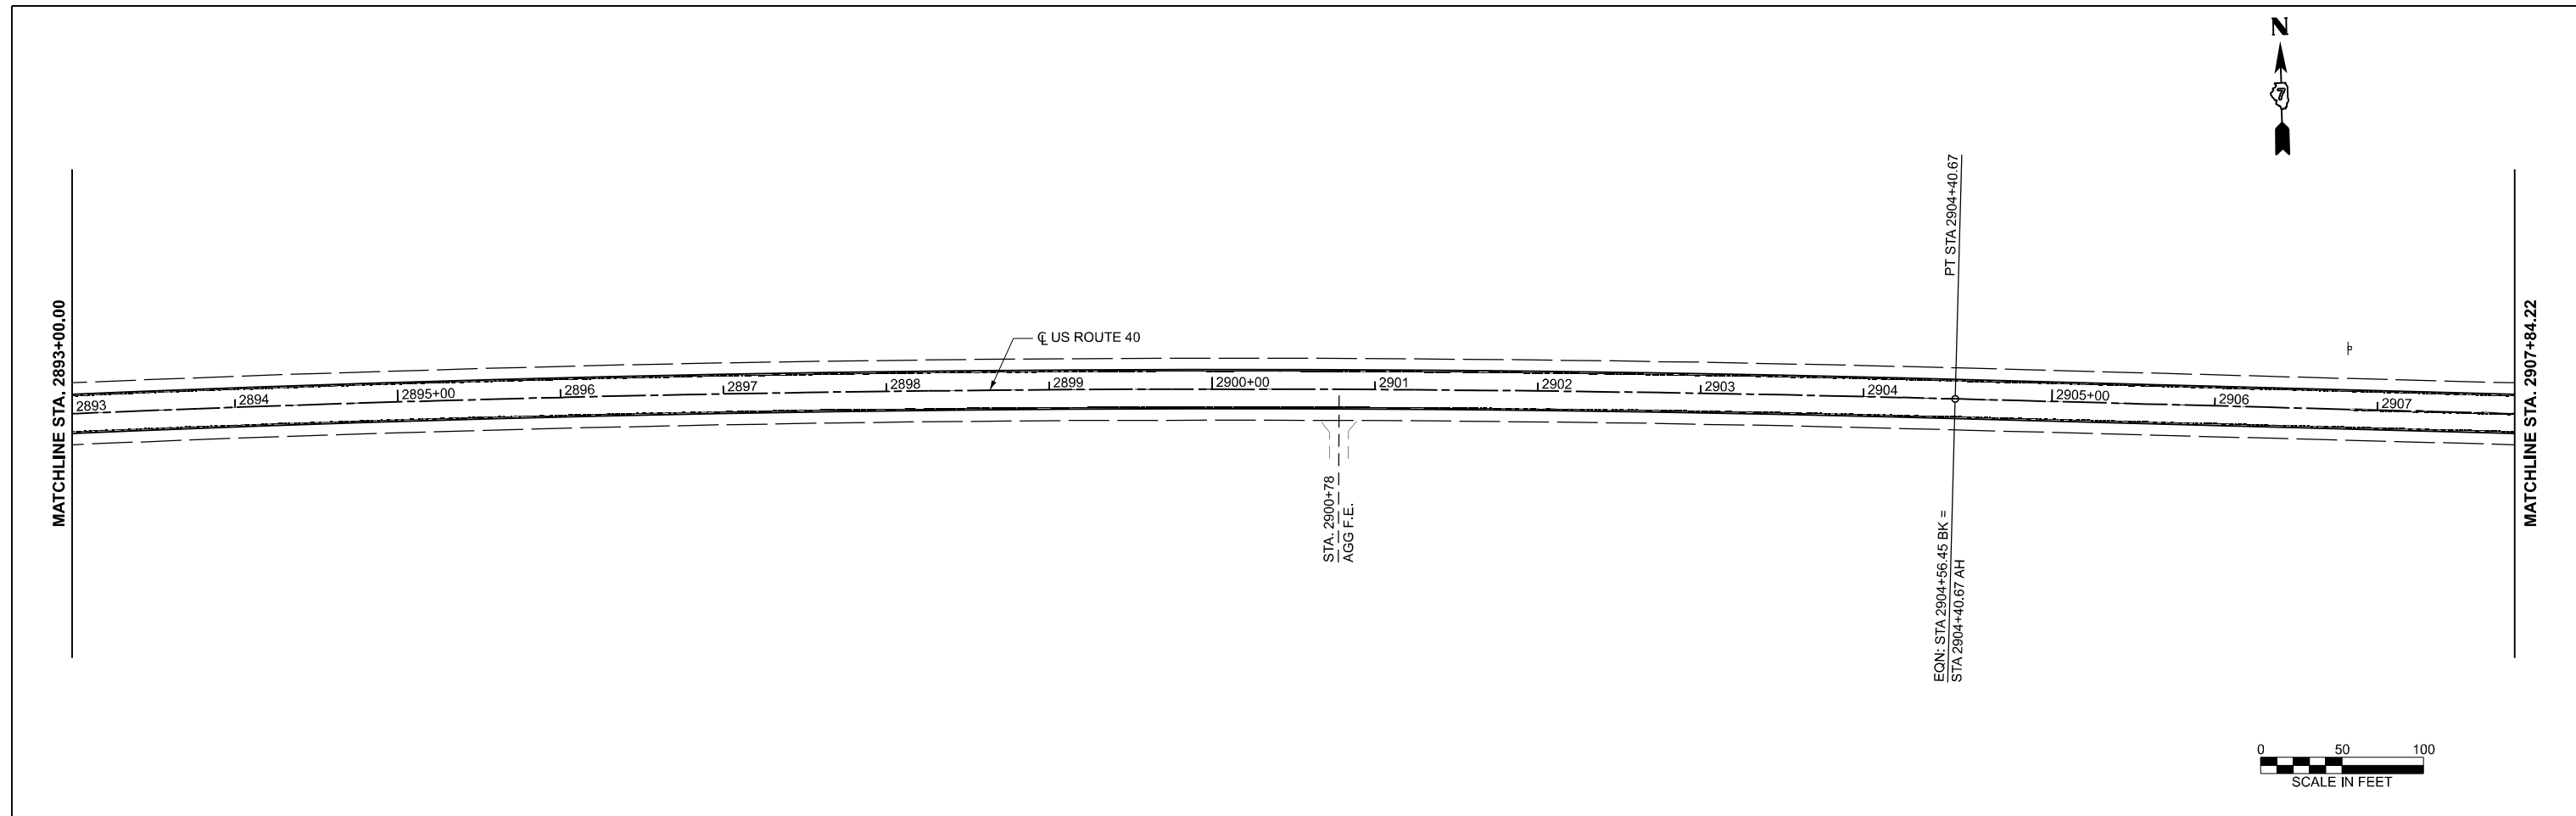 N
7
PT STA 2904+40.67
MATCHLINE STA. 2893+00.00
MATCHLINE STA. 2907+84.22
℄ US ROUTE 40
2893
2894
2895+00
2896
2897
2898
2899
2900+00
2901
2902
2903
2904
2905+00
2906
2907
STA. 2900+78
AGG F.E.
EQN: STA 2904+56.45 BK =
STA 2904+40.67 AH
0 50 100
SCALE IN FEET